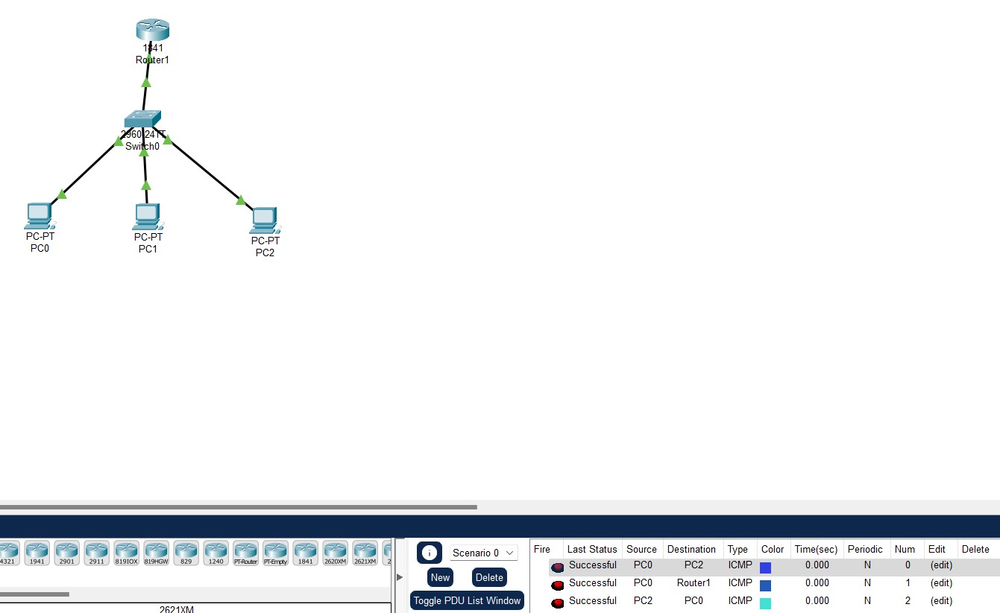 1841
Router1
2960-24TT
Switch0
PC-PT
PC0
PC-PT
PC1
PC-PT
PC2
4321 1941 2901 2911 819IOX 819HGW 829 1240 PT-Router PT-Empty 1841 2620XM 2621XM 2
2621XM
Scenario 0
New Delete
Toggle PDU List Window
Fire Last Status Source Destination Type Color Time(sec) Periodic Num Edit Delete
Successful PC0 PC2 ICMP 0.000 N 0 (edit)
Successful PC0 Router1 ICMP 0.000 N 1 (edit)
Successful PC2 PC0 ICMP 0.000 N 2 (edit)